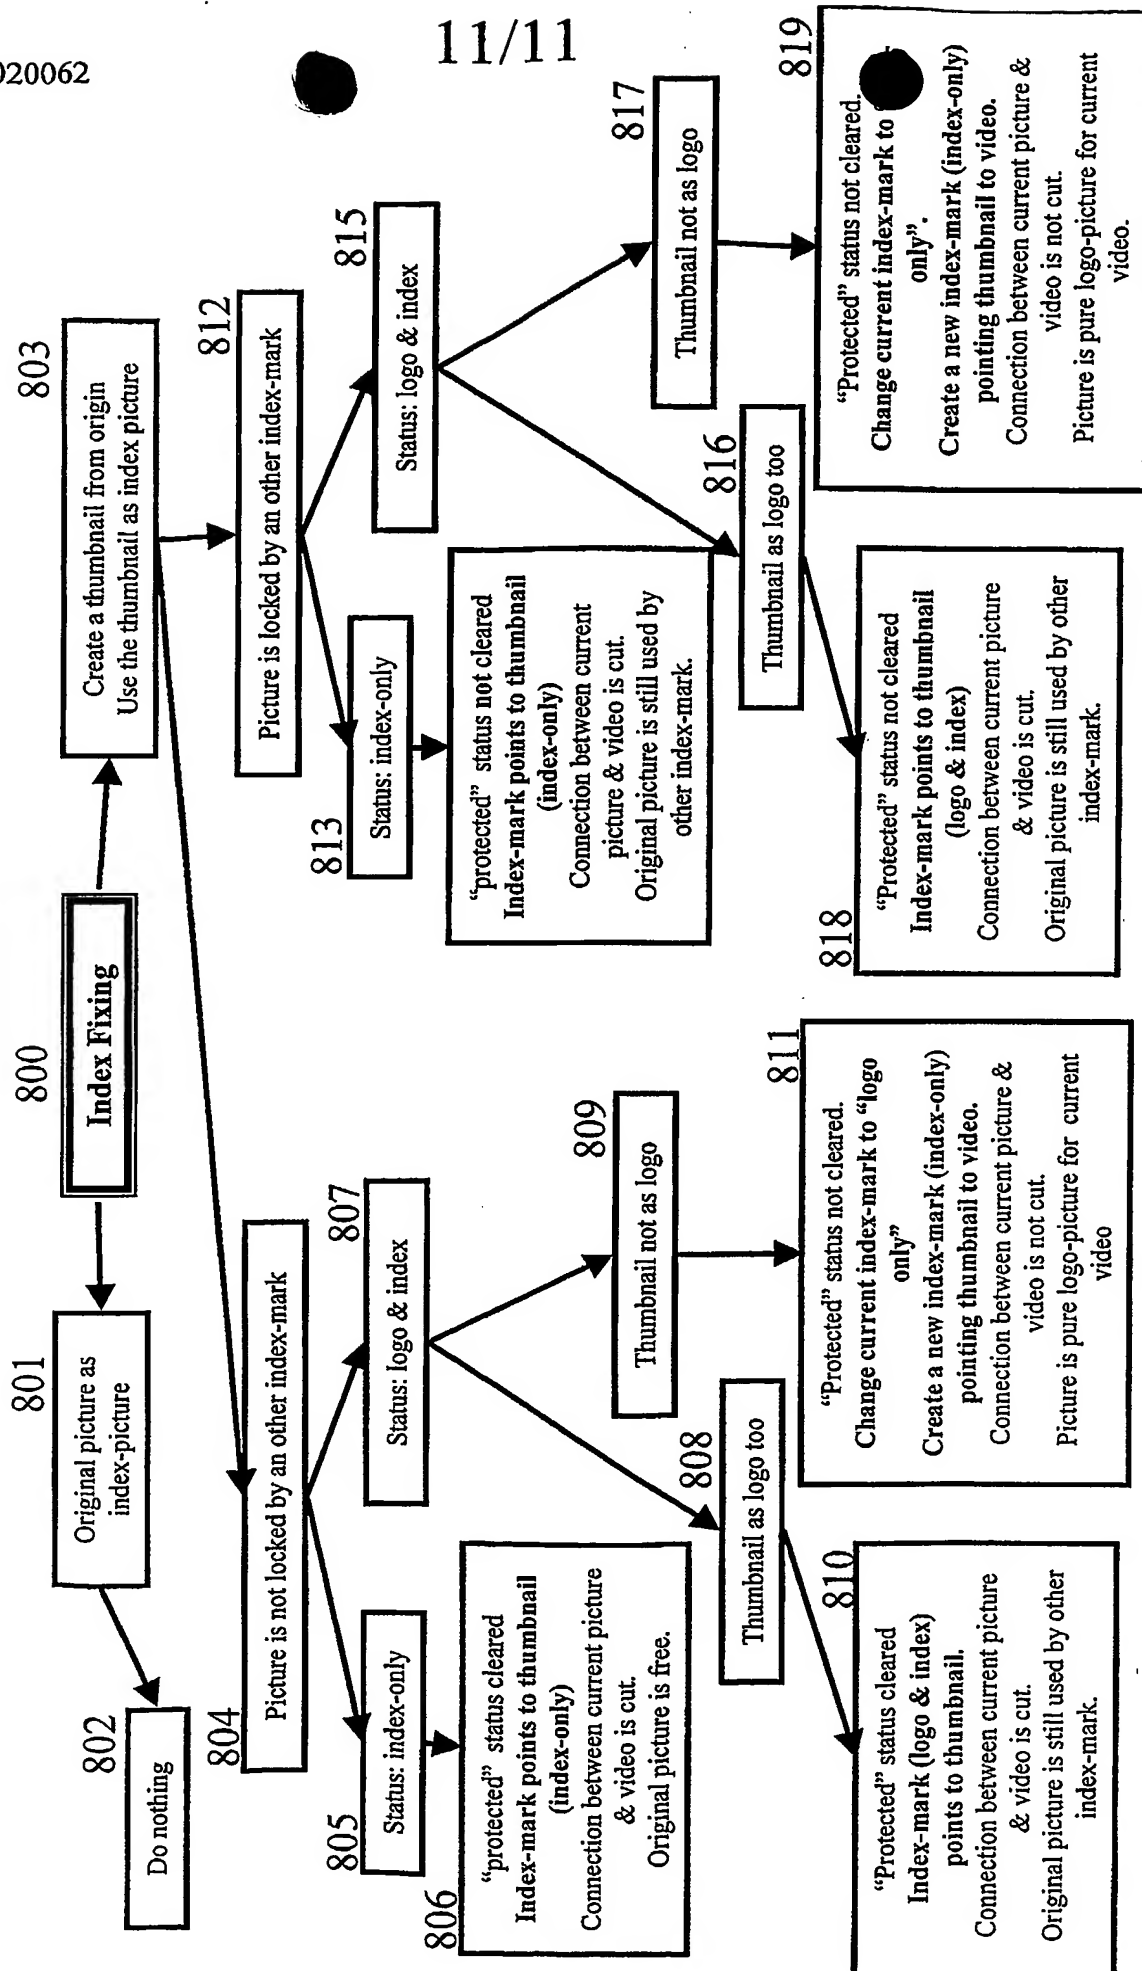 020062
11/11
800
Index Fixing
801
Original picture as
index-picture
802
Do nothing
803
Create a thumbnail from origin
Use the thumbnail as index picture
804
Picture is not locked by an other index-mark
805
Status: index-only
806
“protected” status cleared
Index-mark points to thumbnail
(index-only)
Connection between current picture
& video is cut.
Original picture is free.
807
Status: logo & index
808
Thumbnail as logo too
809
Thumbnail not as logo
810
“Protected” status cleared
Index-mark (logo & index)
points to thumbnail.
Connection between current picture
& video is cut.
Original picture is still used by other
index-mark.
811
“Protected” status not cleared.
Change current index-mark to “logo
only”
Create a new index-mark (index-only)
pointing thumbnail to video.
Connection between current picture &
video is not cut.
Picture is pure logo-picture for current
video
812
Picture is locked by an other index-mark
813
Status: index-only
“protected” status not cleared
Index-mark points to thumbnail
(index-only)
Connection between current
picture & video is cut.
Original picture is still used by
other index-mark.
815
Status: logo & index
816
Thumbnail as logo too
817
Thumbnail not as logo
818
“Protected” status not cleared
Index-mark points to thumbnail
(logo & index)
Connection between current picture
& video is cut.
Original picture is still used by other
index-mark.
819
“Protected” status not cleared.
Change current index-mark to
only”.
Create a new index-mark (index-only)
pointing thumbnail to video.
Connection between current picture &
video is not cut.
Picture is pure logo-picture for current
video.